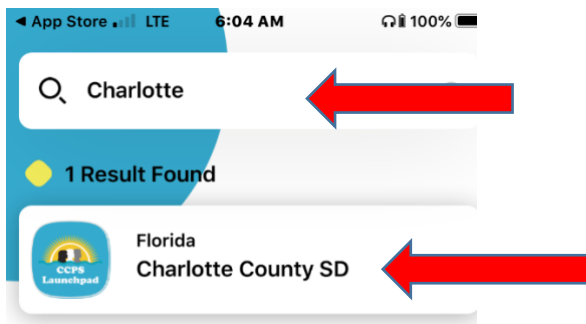 App Store LTE 6:04 AM 100%
Charlotte
1 Result Found
Florida
Charlotte County SD
CCPS
Launchpad